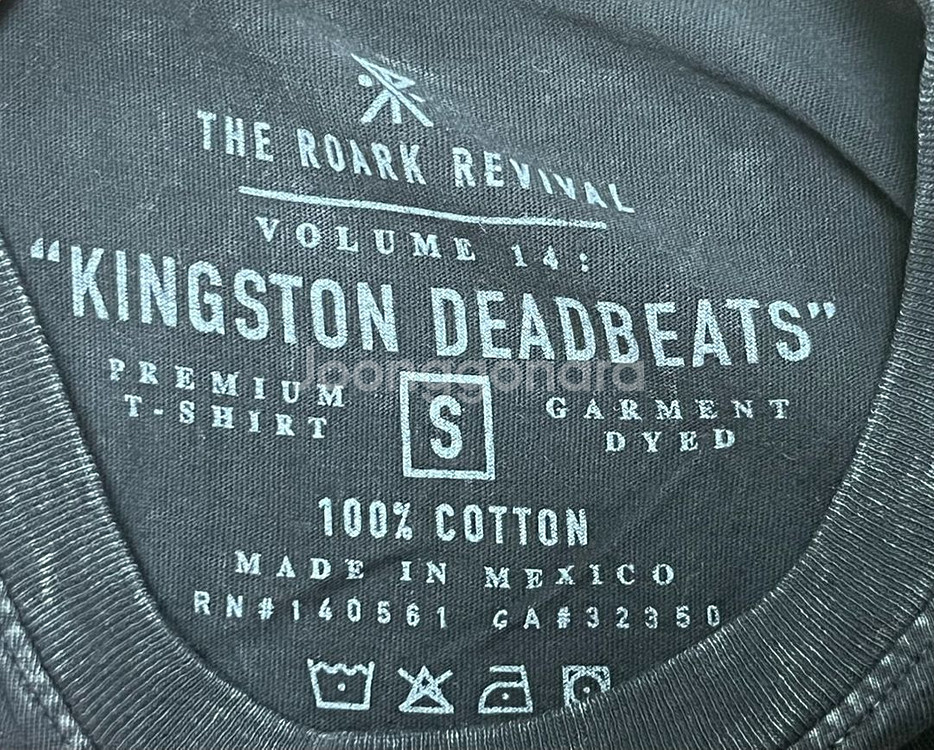 THE ROARK REVIVAL
VOLUME 14:
“KINGSTON DEADBEATS”
joonggonara
PREMIUM
T-SHIRT
S
GARMENT
DYED
100% COTTON
MADE IN MEXICO
RN#140561 CA#32350